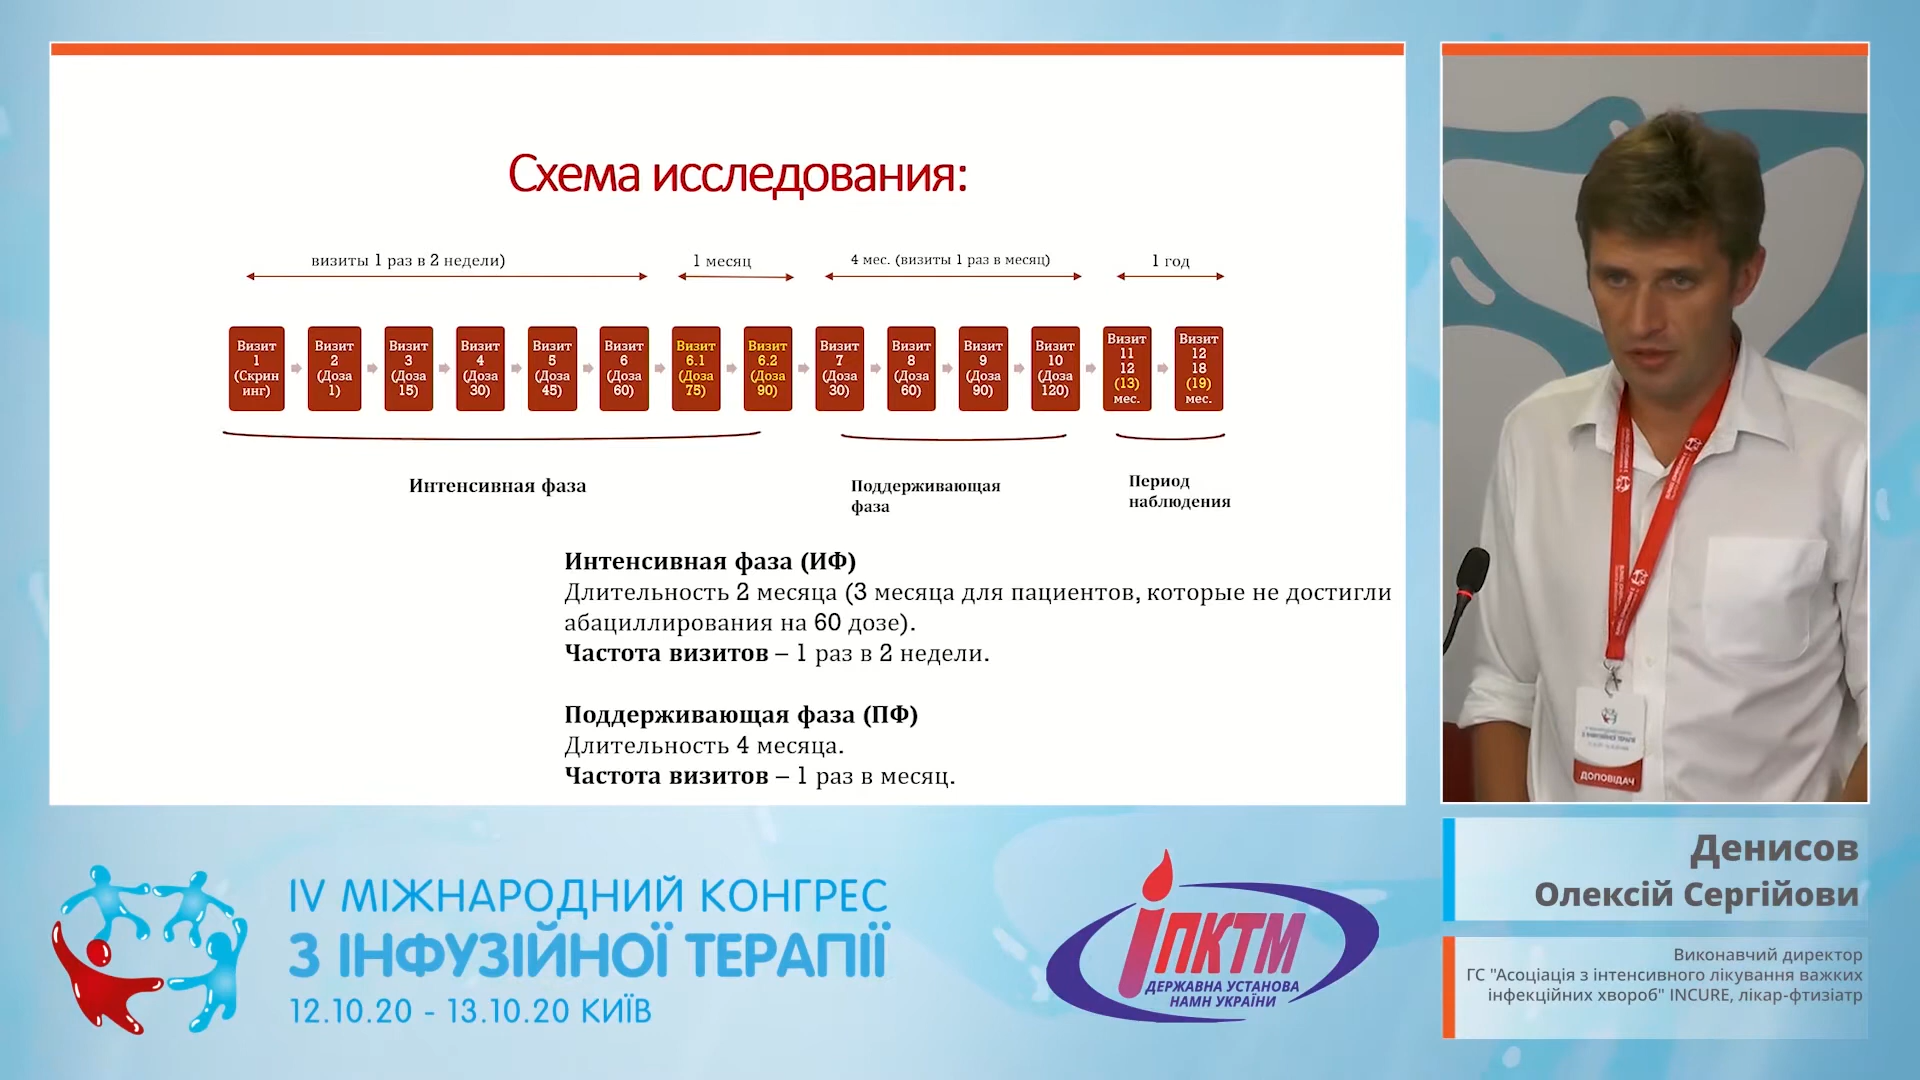 Схема исследования:
визиты 1 раз в 2 недели)
1 месяц
4 мес. (визиты 1 раз в месяц)
1 год
Визит
1
(Скрин
инг)
Визит
2
(Доза
1)
Визит
3
(Доза
15)
Визит
4
(Доза
30)
Визит
5
(Доза
45)
Визит
6
(Доза
60)
Визит
6.1
(Доза
75)
Визит
6.2
(Доза
90)
Визит
7
(Доза
30)
Визит
8
(Доза
60)
Визит
9
(Доза
90)
Визит
10
(Доза
120)
Визит
11
12
(13)
мес.
Визит
12
18
(19)
мес.
Интенсивная фаза
Поддерживающая
фаза
Период
наблюдения
Интенсивная фаза (ИФ)
Длительность 2 месяца (3 месяца для пациентов, которые не достигли
абациллирования на 60 дозе).
Частота визитов – 1 раз в 2 недели.
Поддерживающая фаза (ПФ)
Длительность 4 месяца.
Частота визитов – 1 раз в месяц.
ДОПОВІДАЧ
Денисов
Олексій Сергійови
Виконавчий директор
ГС "Асоціація з інтенсивного лікування важких
інфекційних хвороб" INCURE, лікар-фтизіатр
IV МІЖНАРОДНИЙ КОНГРЕС
З ІНФУЗІЙНОЇ ТЕРАПІЇ
12.10.20 - 13.10.20 КИЇВ
ІПКТМ
ДЕРЖАВНА УСТАНОВА
НАМН УКРАЇНИ